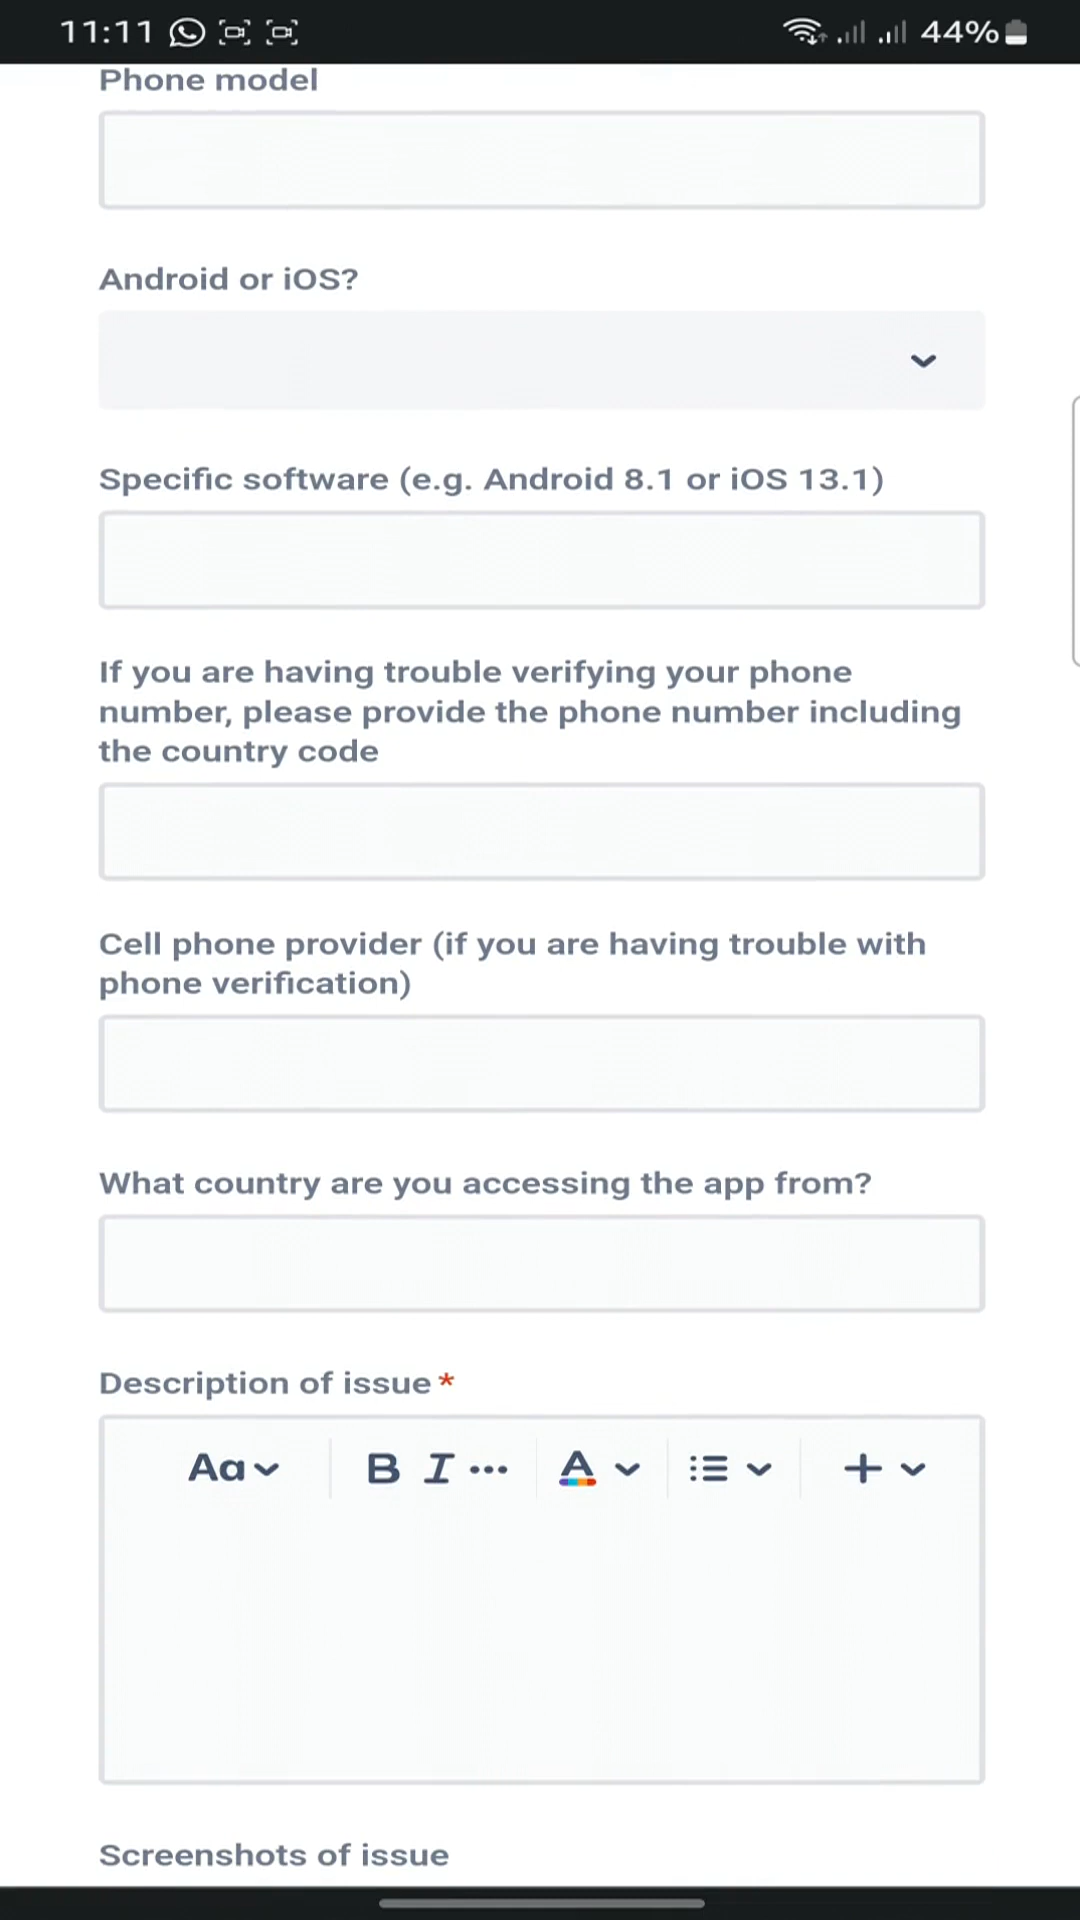 11:11 44%
Phone model
Android or iOS?
Specific software (e.g. Android 8.1 or iOS 13.1)
If you are having trouble verifying your phone
number, please provide the phone number including
the country code
Cell phone provider (if you are having trouble with
phone verification)
What country are you accessing the app from?
Description of issue *
Aa B I ... A +
Screenshots of issue